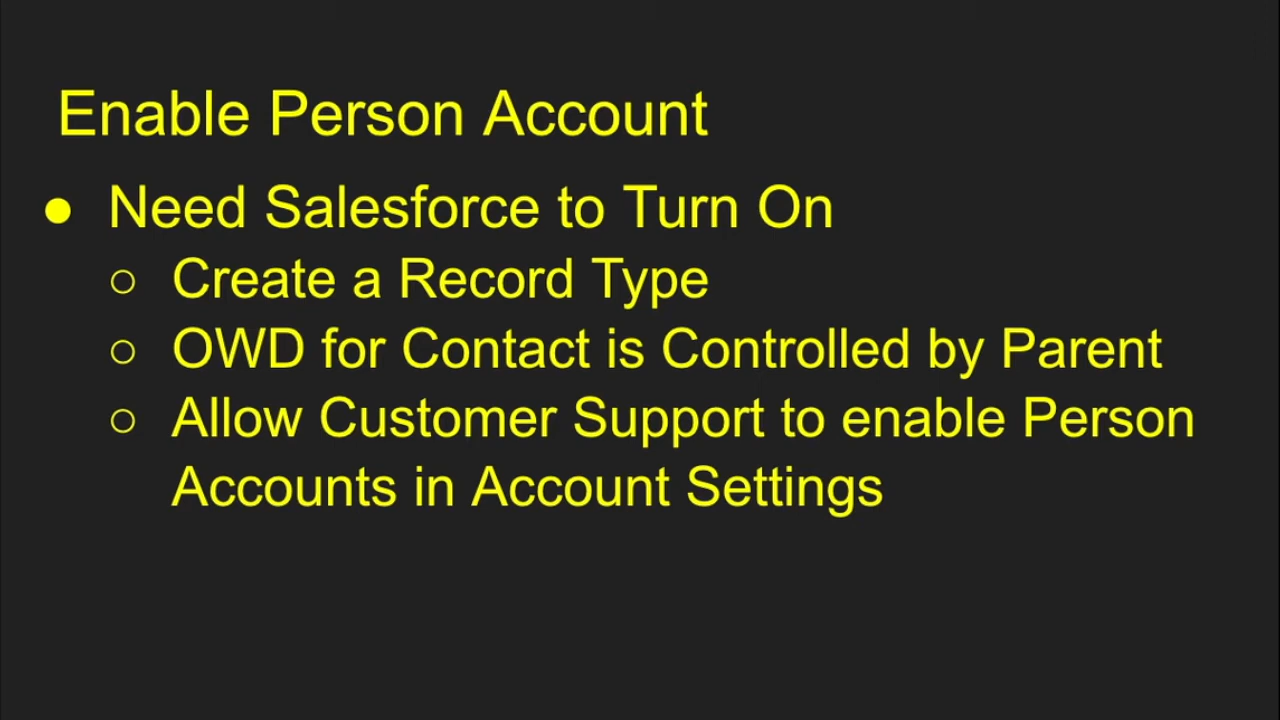 Enable Person Account
● Need Salesforce to Turn On
○ Create a Record Type
○ OWD for Contact is Controlled by Parent
○ Allow Customer Support to enable Person
Accounts in Account Settings